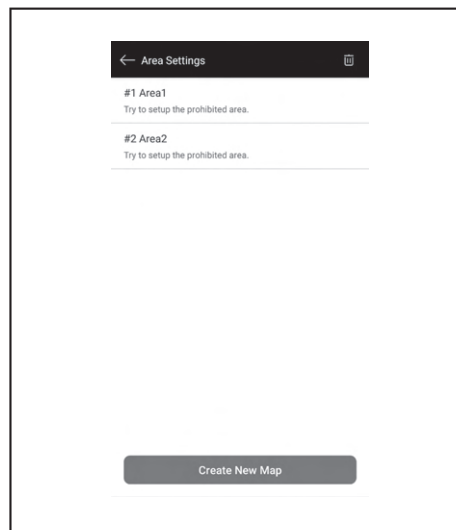 Area Settings
#1 Area1
Try to setup the prohibited area.
#2 Area2
Try to setup the prohibited area.
Create New Map